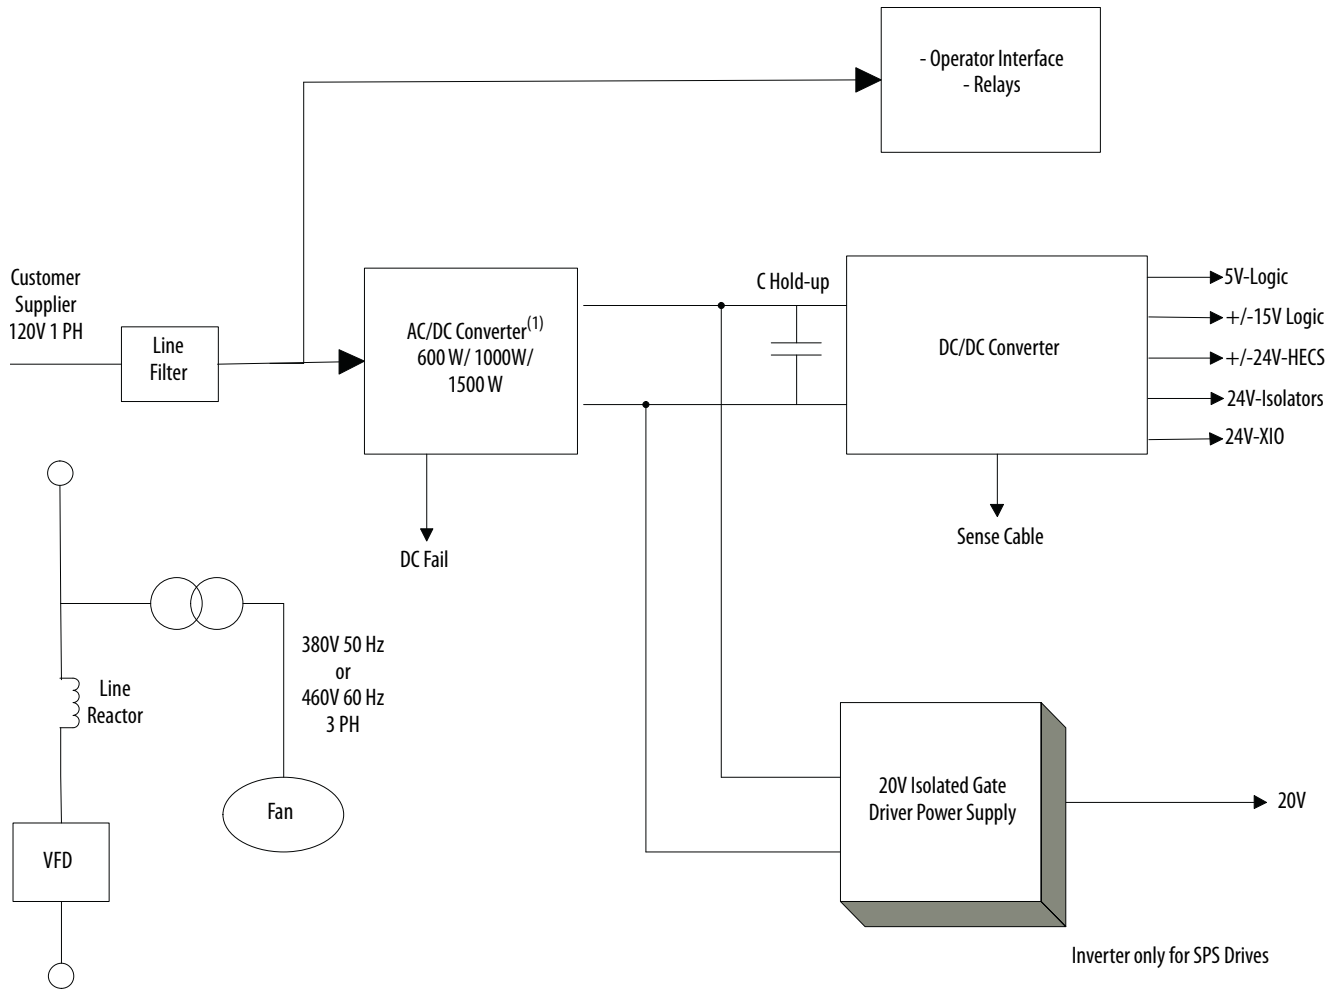 - Operator Interface
- Relays
Customer
Supplier
120V 1 PH
Line
Filter
AC/DC Converter(1)
600 W/ 1000W/
1500 W
C Hold-up
DC/DC Converter
5V-Logic
+/-15V Logic
+/-24V-HECS
24V-Isolators
24V-XIO
DC Fail
Sense Cable
380V 50 Hz
or
460V 60 Hz
3 PH
Line
Reactor
Fan
VFD
20V Isolated Gate
Driver Power Supply
20V
Inverter only for SPS Drives